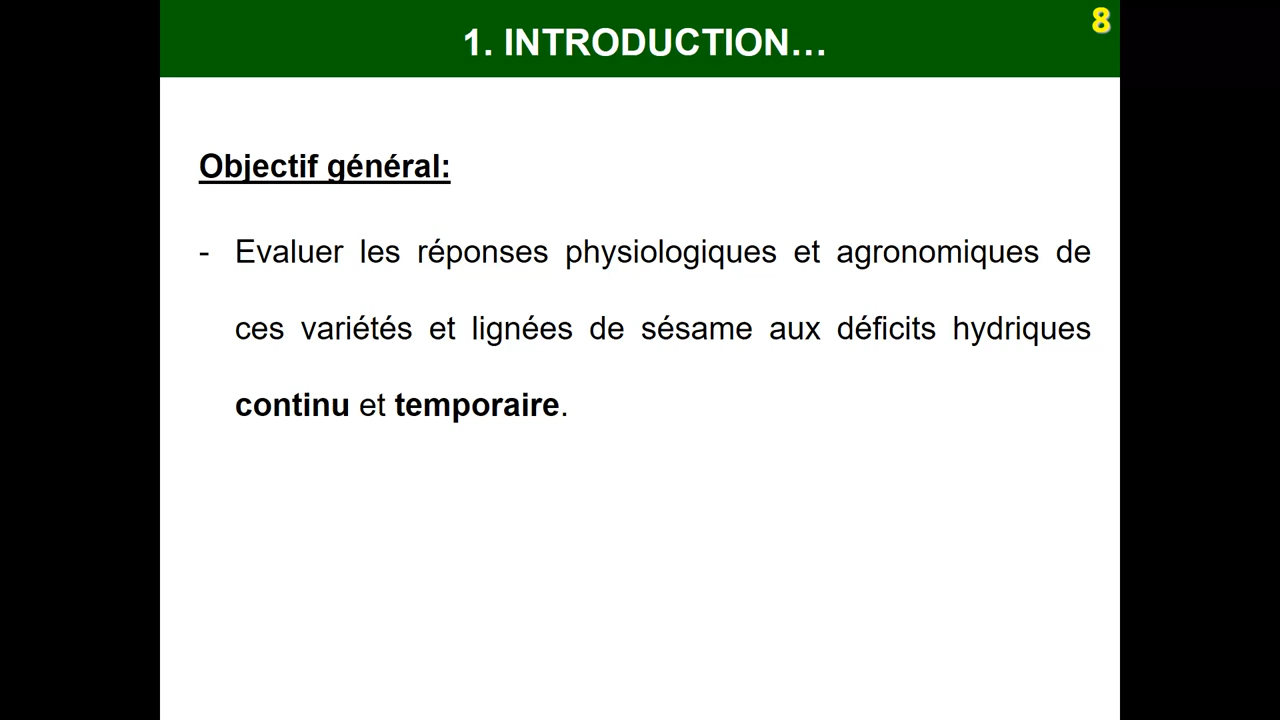 8
1. INTRODUCTION…
Objectif général:
- Evaluer les réponses physiologiques et agronomiques de
ces variétés et lignées de sésame aux déficits hydriques
continu et temporaire.